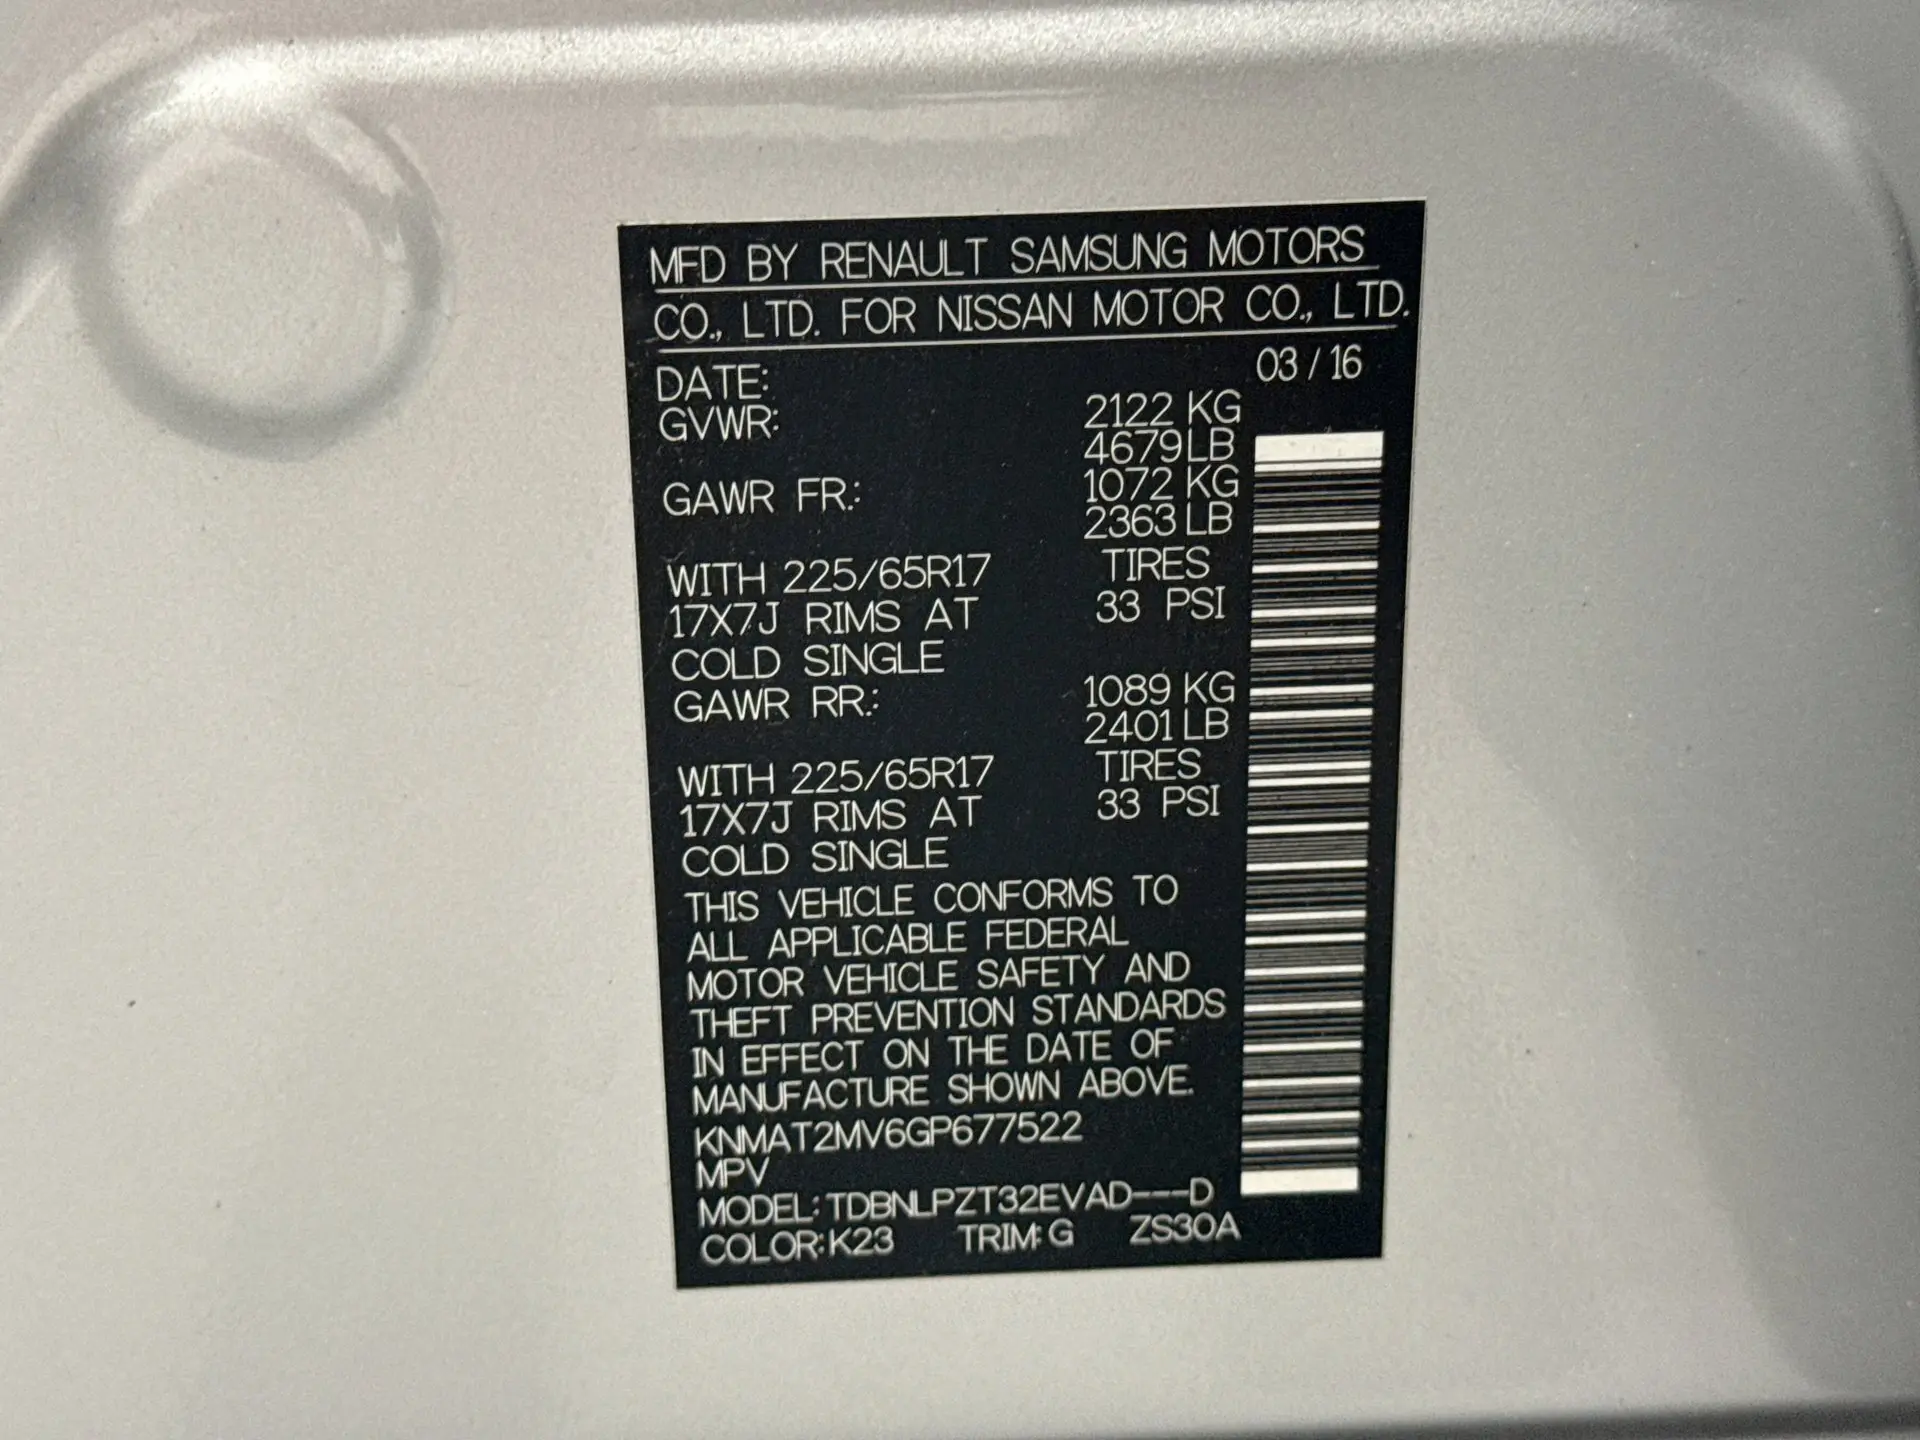 MFD BY RENAULT SAMSUNG MOTORS
CO., LTD. FOR NISSAN MOTOR CO., LTD.
DATE: 03 / 16
GVWR: 2122 KG
4679 LB
GAWR FR.: 1072 KG
2363 LB
WITH 225/65R17 TIRES
17X7J RIMS AT 33 PSI
COLD SINGLE
GAWR RR.: 1089 KG
2401 LB
WITH 225/65R17 TIRES
17X7J RIMS AT 33 PSI
COLD SINGLE
THIS VEHICLE CONFORMS TO
ALL APPLICABLE FEDERAL
MOTOR VEHICLE SAFETY AND
THEFT PREVENTION STANDARDS
IN EFFECT ON THE DATE OF
MANUFACTURE SHOWN ABOVE.
KNMAT2MV6GP677522
MPV
MODEL: TDBNLPZT32EVAD---D
COLOR: K23 TRIM: G ZS30A